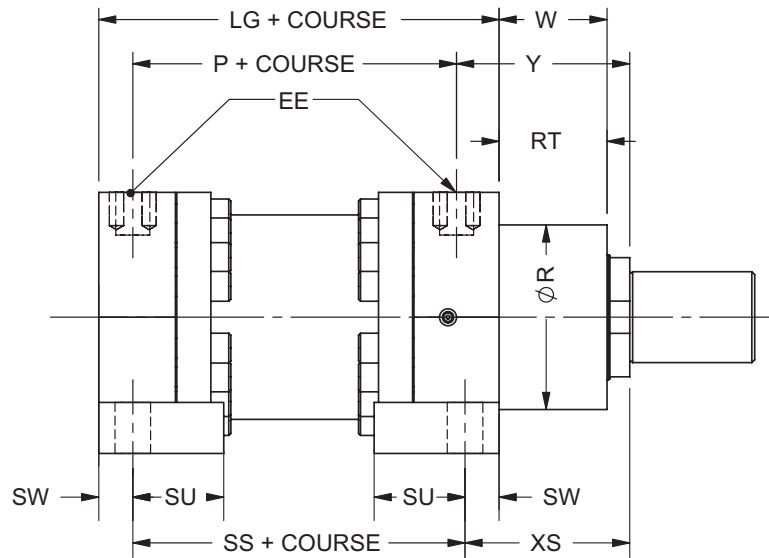 LG + COURSE W
P + COURSE Y
EE
RT
ØR
SW SU SU SW
SS + COURSE XS